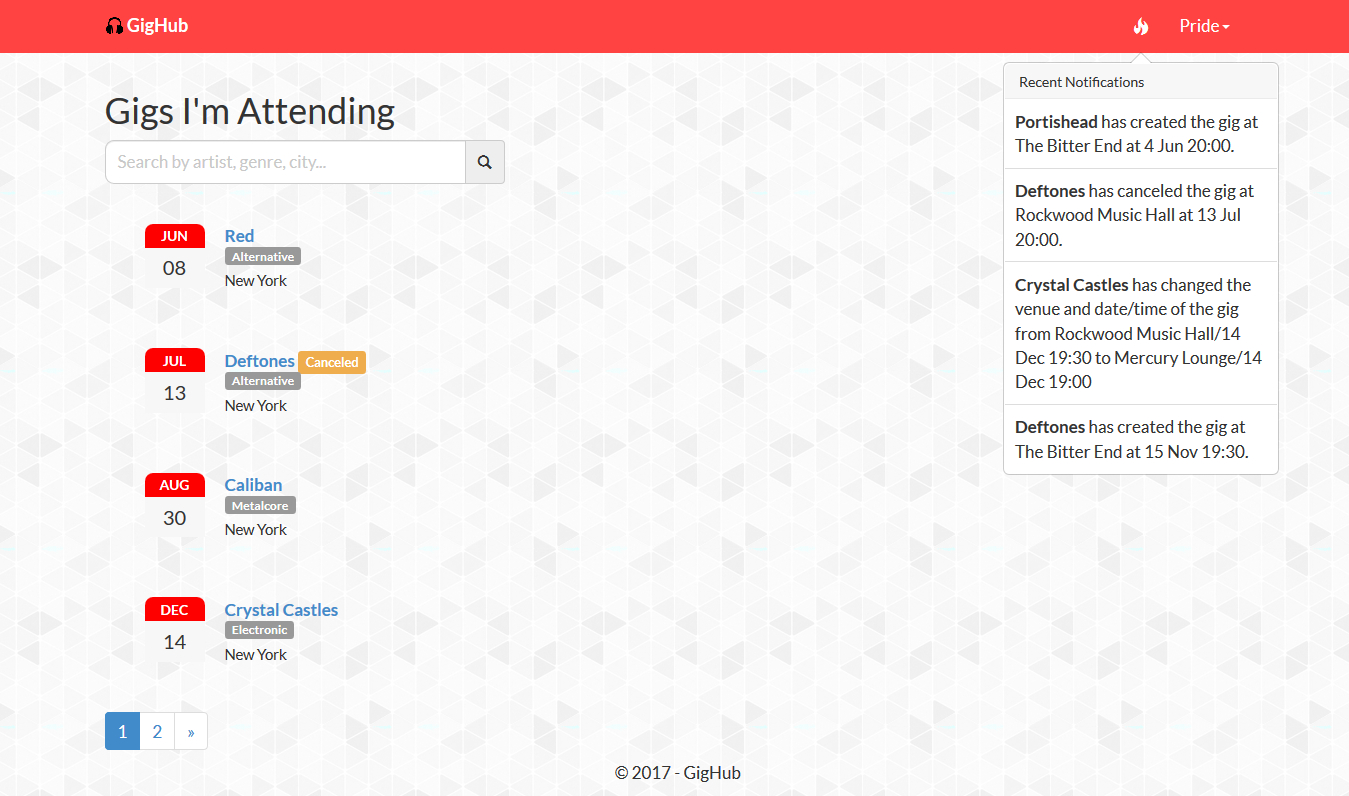 GigHub
Pride
Gigs I'm Attending
Search by artist, genre, city...
JUN
08
Red
Alternative
New York
JUL
13
Deftones Canceled
Alternative
New York
AUG
30
Caliban
Metalcore
New York
DEC
14
Crystal Castles
Electronic
New York
1 2 »
Recent Notifications
Portishead has created the gig at
The Bitter End at 4 Jun 20:00.
Deftones has canceled the gig at
Rockwood Music Hall at 13 Jul
20:00.
Crystal Castles has changed the
venue and date/time of the gig
from Rockwood Music Hall/14
Dec 19:30 to Mercury Lounge/14
Dec 19:00
Deftones has created the gig at
The Bitter End at 15 Nov 19:30.
© 2017 - GigHub